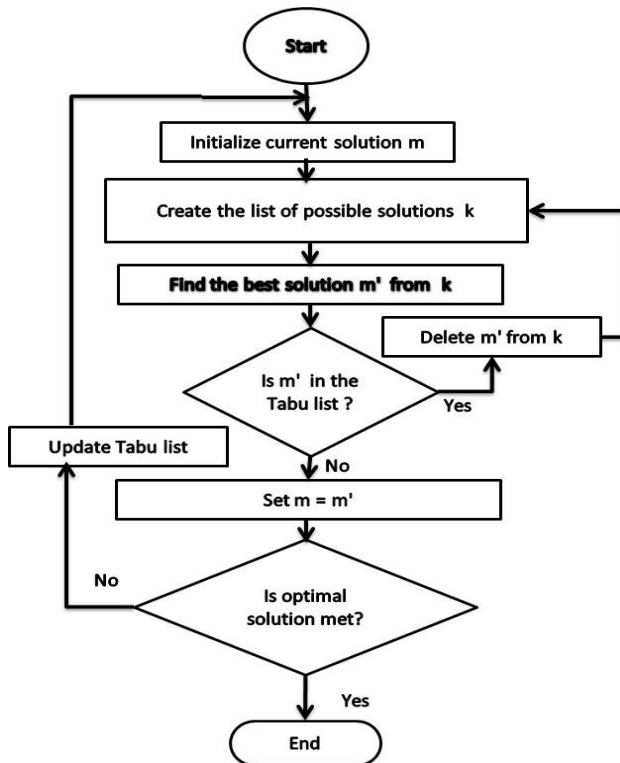 Start
Initialize current solution m
Create the list of possible solutions k
Find the best solution m' from k
Delete m' from k
Is m' in the
Tabu list ?
Yes
Update Tabu list
No
Set m = m'
No
Is optimal
solution met?
Yes
End